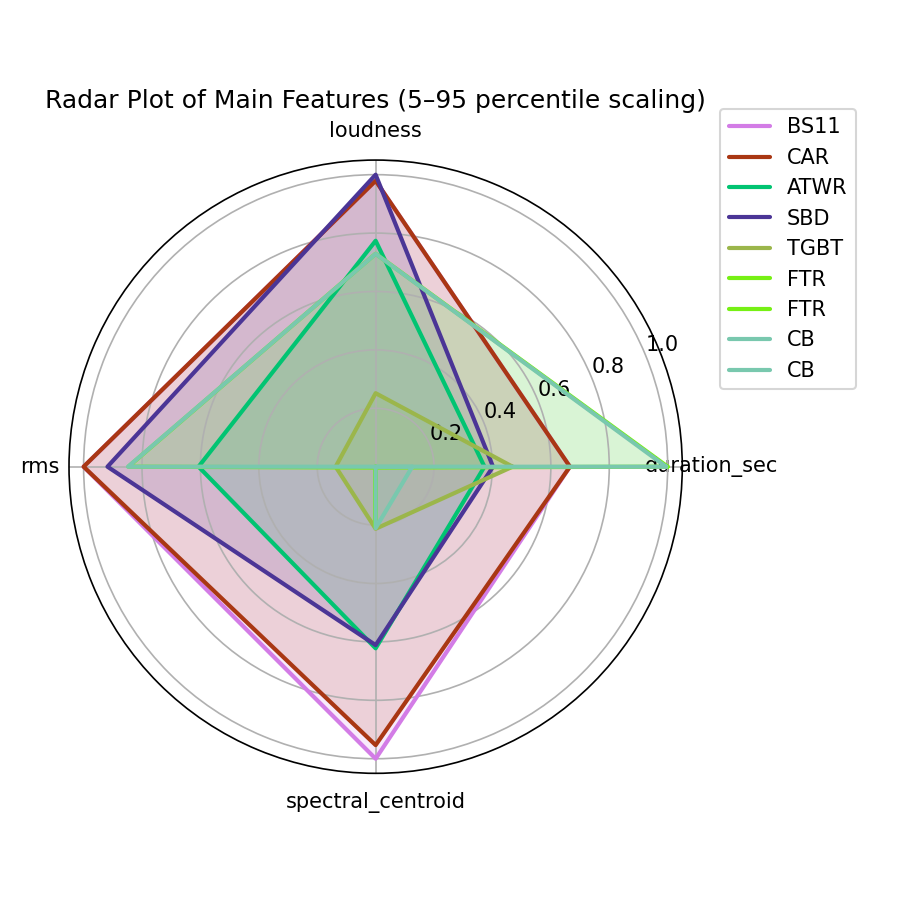 Radar Plot of Main Features (5–95 percentile scaling)
loudness
BS11
CAR
ATWR
SBD
TGBT
FTR
FTR
CB
CB
1.0
0.8
0.6
0.4
0.2
rms
duration_sec
spectral_centroid